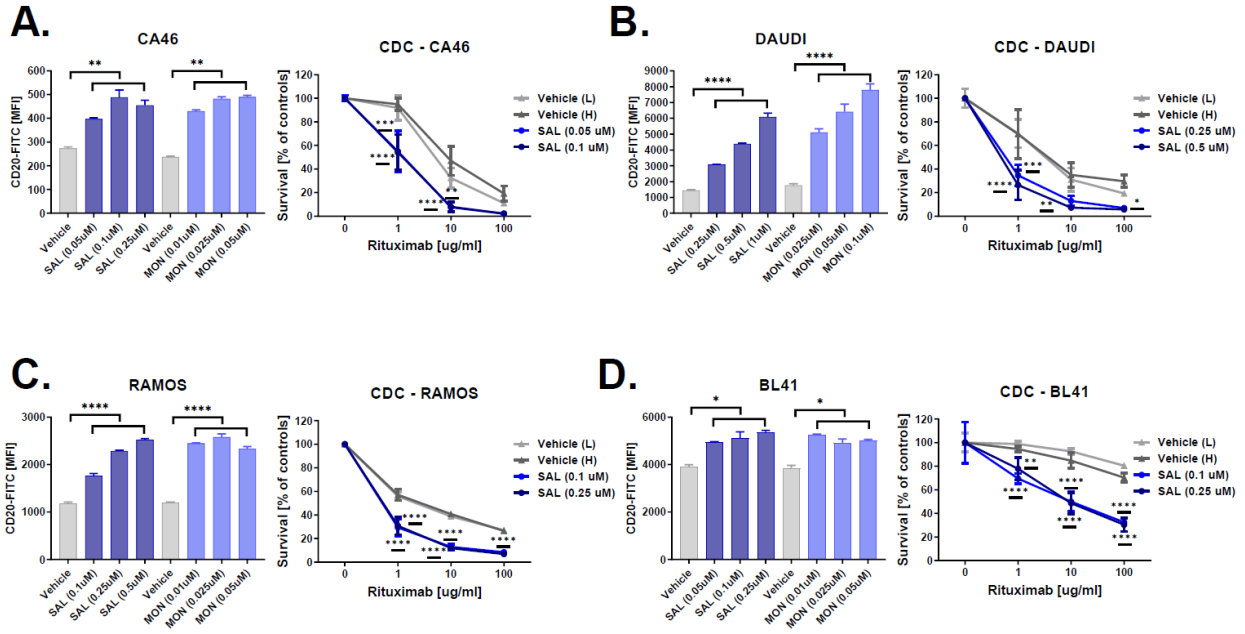 A.
CA46
CD20-FITC [MFI]
600
500
400
300
200
100
0
**
**
Vehicle
SAL (0.05uM)
SAL (0.1uM)
SAL (0.25uM)
Vehicle
MON (0.01uM)
MON (0.025uM)
MON (0.05uM)
CDC - CA46
Survival [% of controls]
120
100
80
60
40
20
0
***
****
****
**
0
1
10
100
Rituximab [ug/ml]
Vehicle (L)
Vehicle (H)
SAL (0.05 uM)
SAL (0.1 uM)
B.
DAUDI
CD20-FITC [MFI]
9000
8000
7000
6000
5000
4000
3000
2000
1000
0
****
****
Vehicle
SAL (0.25uM)
SAL (0.5uM)
SAL (1uM)
Vehicle
MON (0.025uM)
MON (0.05uM)
MON (0.1uM)
CDC - DAUDI
Survival [% of controls]
120
100
80
60
40
20
0
***
****
**
*
0
1
10
100
Rituximab [ug/ml]
Vehicle (L)
Vehicle (H)
SAL (0.25 uM)
SAL (0.5 uM)
C.
RAMOS
CD20-FITC [MFI]
3000
2000
1000
0
****
****
Vehicle
SAL (0.1uM)
SAL (0.25uM)
SAL (0.5uM)
Vehicle
MON (0.01uM)
MON (0.025uM)
MON (0.05uM)
CDC - RAMOS
Survival [% of controls]
120
100
80
60
40
20
0
****
****
****
****
****
0
1
10
100
Rituximab [ug/ml]
Vehicle (L)
Vehicle (H)
SAL (0.1 uM)
SAL (0.25 uM)
D.
BL41
CD20-FITC [MFI]
6000
4000
2000
0
*
*
Vehicle
SAL (0.05uM)
SAL (0.1uM)
SAL (0.25uM)
Vehicle
MON (0.01uM)
MON (0.025uM)
MON (0.05uM)
CDC - BL41
Survival [% of controls]
120
100
80
60
40
20
0
**
****
****
****
****
****
0
1
10
100
Rituximab [ug/ml]
Vehicle (L)
Vehicle (H)
SAL (0.1 uM)
SAL (0.25 uM)